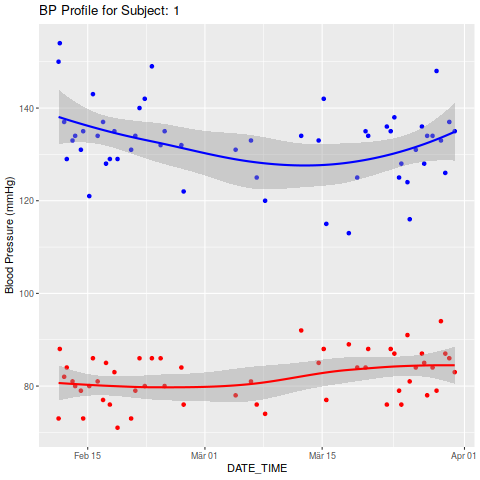 BP Profile for Subject: 1
Blood Pressure (mmHg)
140
120
100
80
Feb 15
Mär 01
Mär 15
Apr 01
DATE_TIME